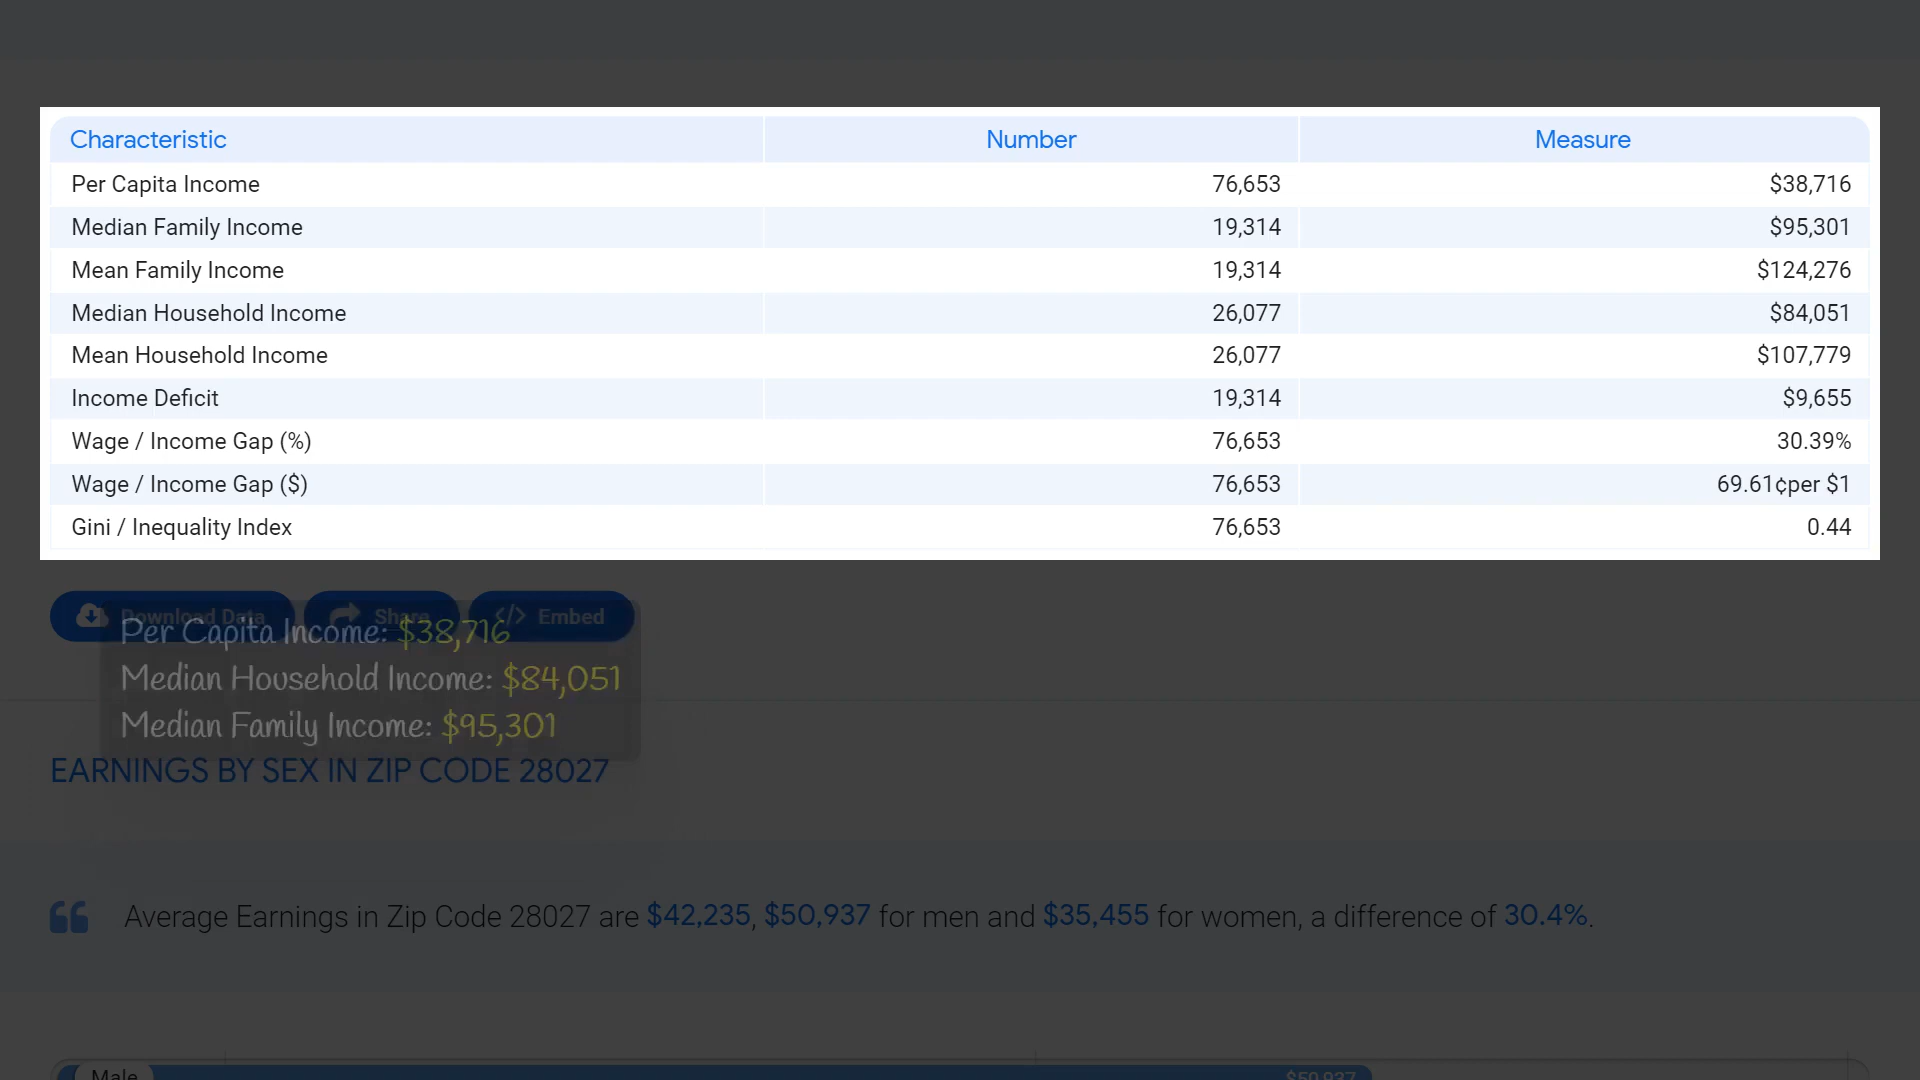 Characteristic Number Measure
Per Capita Income 76,653 $38,716
Median Family Income 19,314 $95,301
Mean Family Income 19,314 $124,276
Median Household Income 26,077 $84,051
Mean Household Income 26,077 $107,779
Income Deficit 19,314 $9,655
Wage / Income Gap (%) 76,653 30.39%
Wage / Income Gap ($) 76,653 69.61¢per $1
Gini / Inequality Index 76,653 0.44
Download Data Share </> Embed
Per Capita Income: $38,716
Median Household Income: $84,051
Median Family Income: $95,301
EARNINGS BY SEX IN ZIP CODE 28027
Average Earnings in Zip Code 28027 are $42,235, $50,937 for men and $35,455 for women, a difference of 30.4%.
Male $50,937